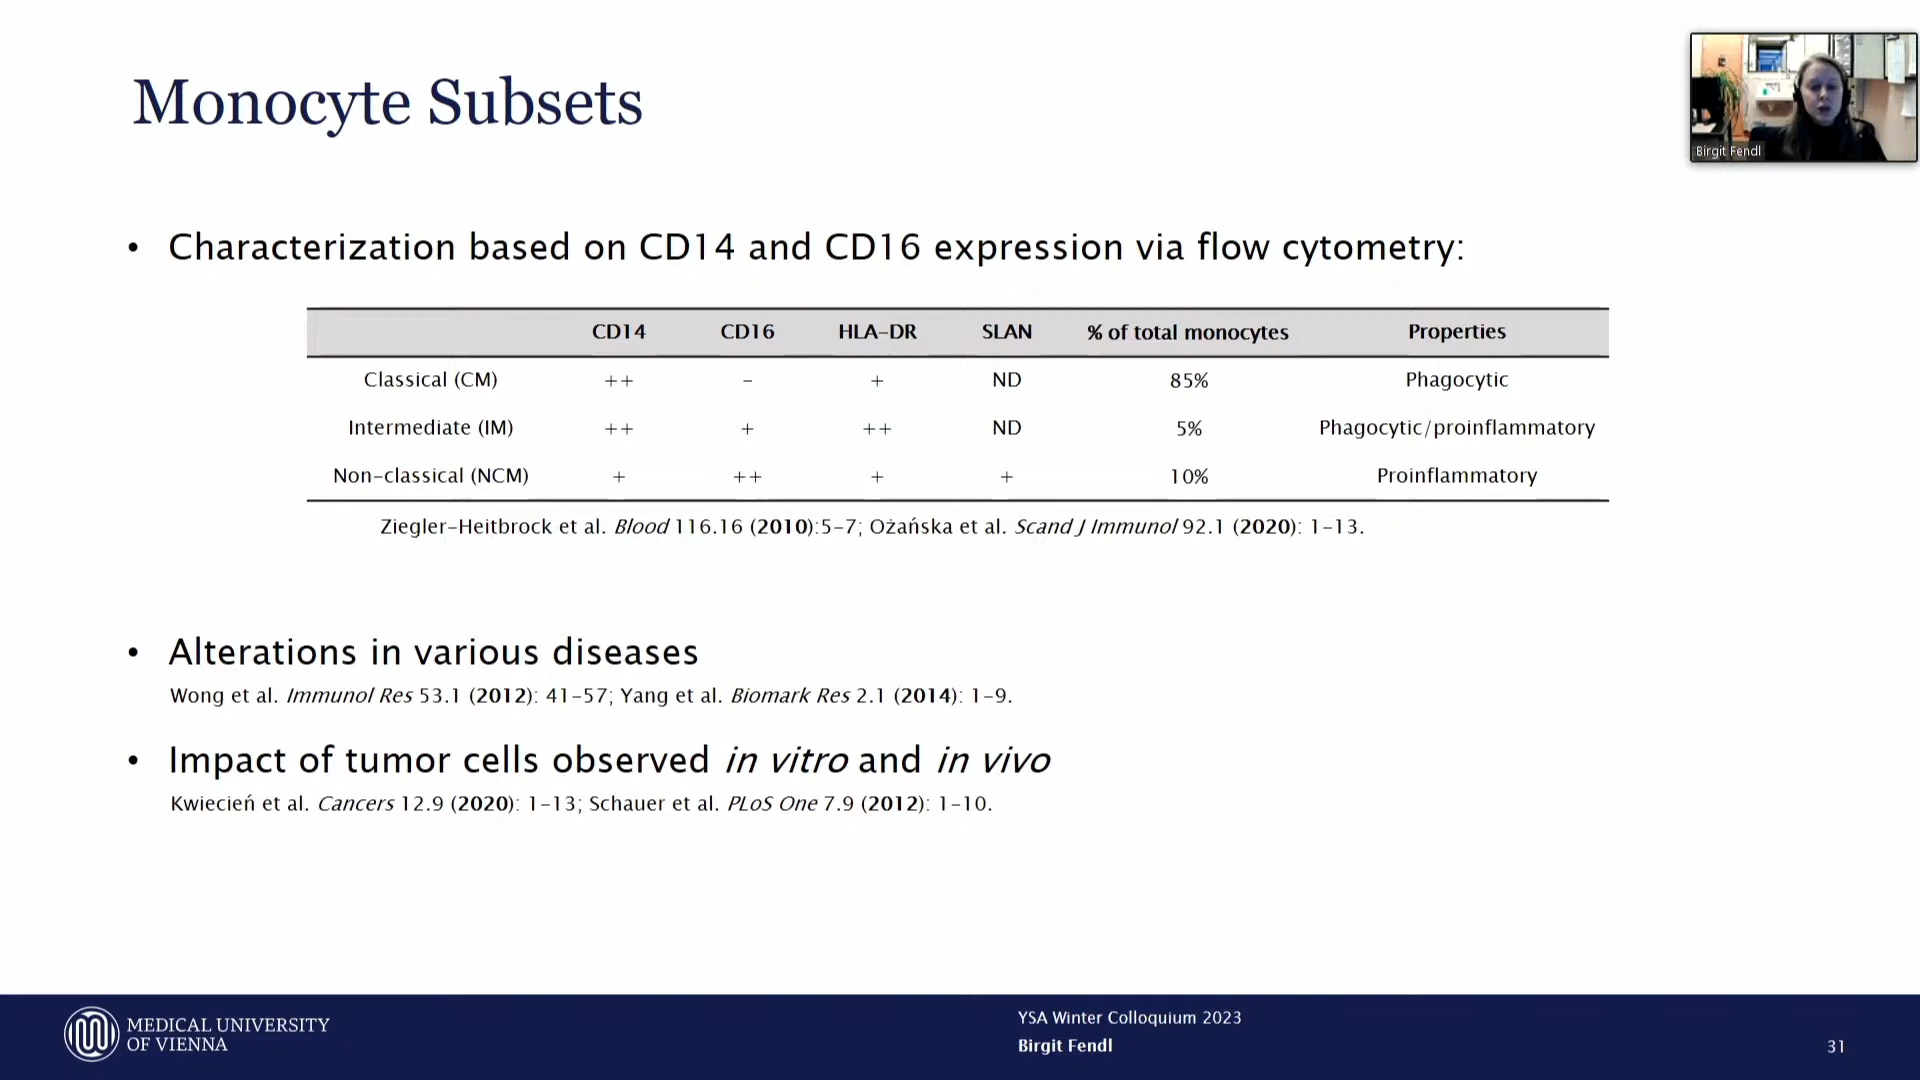 Monocyte Subsets
Birgit Fendl
• Characterization based on CD14 and CD16 expression via flow cytometry:
CD14 CD16 HLA-DR SLAN % of total monocytes Properties
Classical (CM) ++ - + ND 85% Phagocytic
Intermediate (IM) ++ + ++ ND 5% Phagocytic/proinflammatory
Non-classical (NCM) + ++ + + 10% Proinflammatory
Ziegler-Heitbrock et al. Blood 116.16 (2010):5-7; Ożańska et al. Scand J Immunol 92.1 (2020): 1-13.
• Alterations in various diseases
Wong et al. Immunol Res 53.1 (2012): 41-57; Yang et al. Biomark Res 2.1 (2014): 1-9.
• Impact of tumor cells observed in vitro and in vivo
Kwiecień et al. Cancers 12.9 (2020): 1-13; Schauer et al. PLoS One 7.9 (2012): 1-10.
MEDICAL UNIVERSITY
OF VIENNA
YSA Winter Colloquium 2023
Birgit Fendl
31